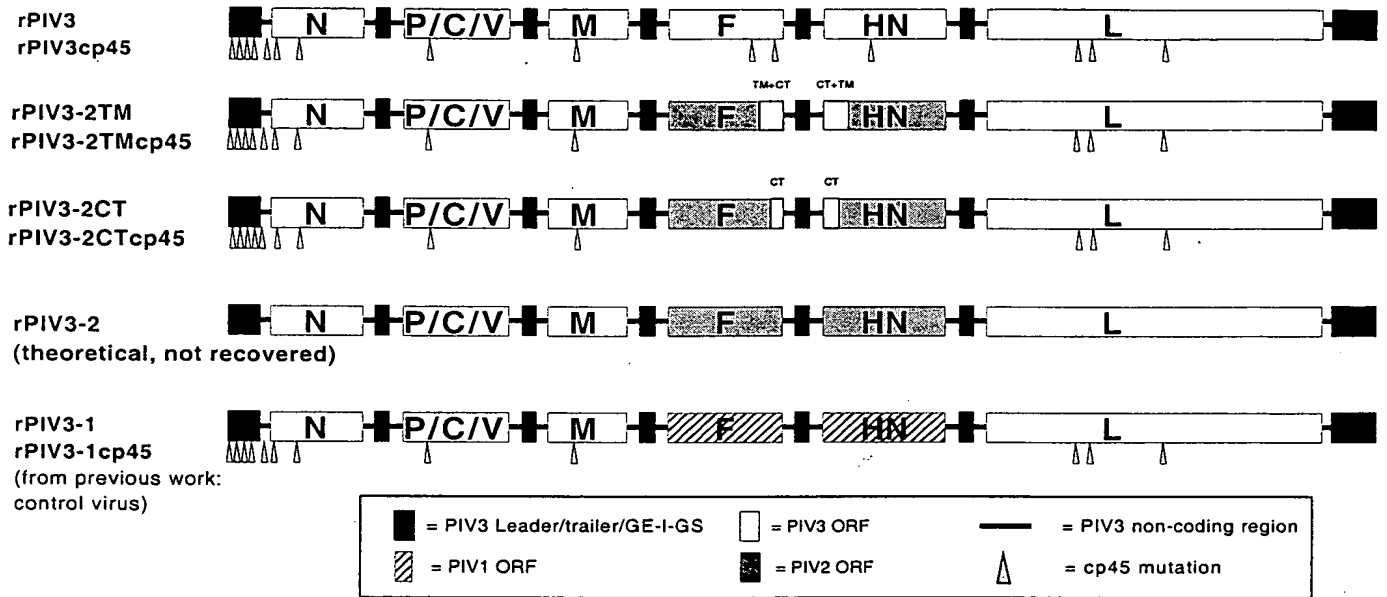 rPIV3
rPIV3cp45
N P/C/V M F HN L
TM+CT CT+TM
rPIV3-2TM
rPIV3-2TMcp45
N P/C/V M F HN L
CT CT
rPIV3-2CT
rPIV3-2CTcp45
N P/C/V M F HN L
rPIV3-2
(theoretical, not recovered)
N P/C/V M F HN L
rPIV3-1
rPIV3-1cp45
(from previous work:
control virus)
N P/C/V M F HN L
= PIV3 Leader/trailer/GE-I-GS = PIV3 ORF = PIV3 non-coding region
= PIV1 ORF = PIV2 ORF = cp45 mutation